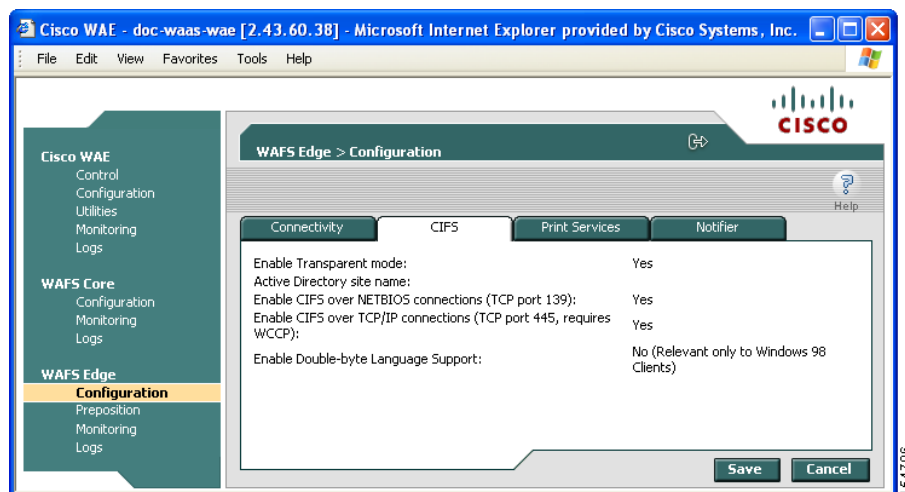 Cisco WAE - doc-waas-wae [2.43.60.38] - Microsoft Internet Explorer provided by Cisco Systems, Inc.
File Edit View Favorites Tools Help
CISCO
WAFS Edge > Configuration
Help
Cisco WAE
Control
Configuration
Utilities
Monitoring
Logs
WAFS Core
Configuration
Monitoring
Logs
WAFS Edge
Configuration
Preposition
Monitoring
Logs
Connectivity CIFS Print Services Notifier
Enable Transparent mode: Yes
Active Directory site name:
Enable CIFS over NETBIOS connections (TCP port 139): Yes
Enable CIFS over TCP/IP connections (TCP port 445, requires
WCCP): Yes
Enable Double-byte Language Support: No (Relevant only to Windows 98
Clients)
Save Cancel